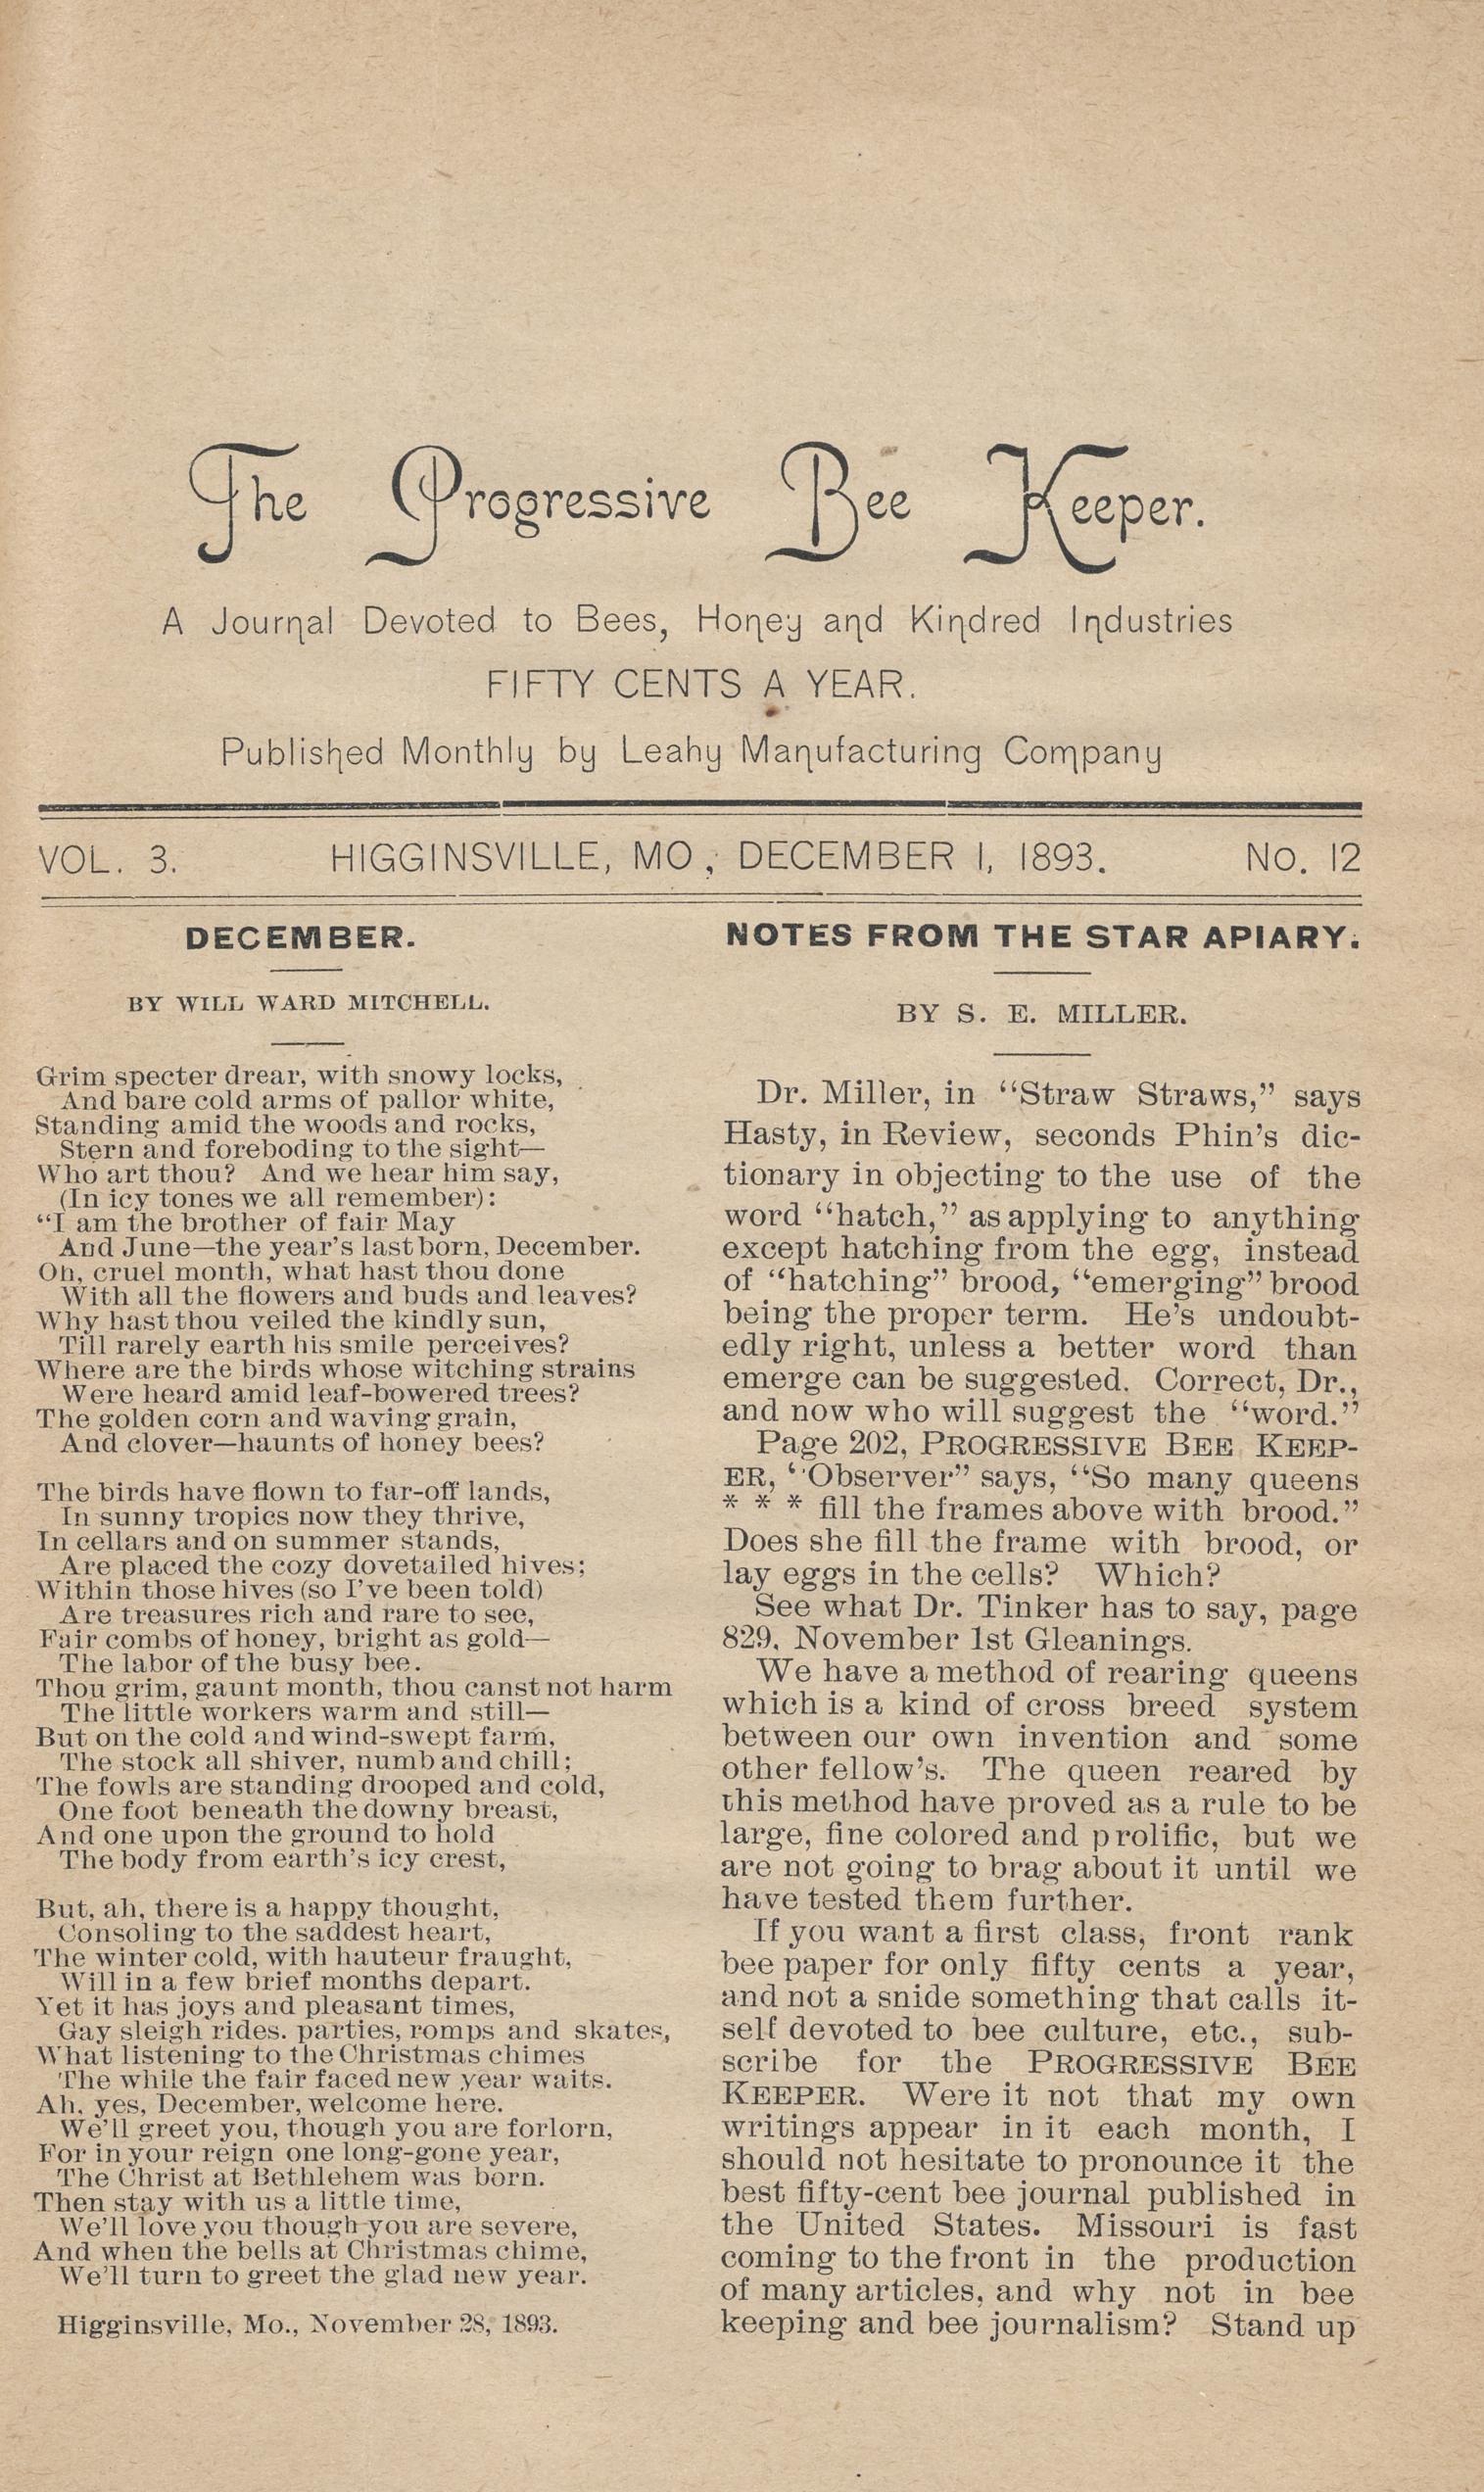 The Progressive Bee Keeper.
A Journal Devoted to Bees, Honey and Kindred Industries
FIFTY CENTS A YEAR.
Published Monthly by Leahy Manufacturing Company
VOL. 3. HIGGINSVILLE, MO., DECEMBER 1, 1893. No. 12
DECEMBER.
BY WILL WARD MITCHELL.
Grim specter drear, with snowy locks,
And bare cold arms of pallor white,
Standing amid the woods and rocks,
Stern and foreboding to the sight—
Who art thou? And we hear him say,
(In icy tones we all remember):
“I am the brother of fair May
And June—the year’s last born, December.
Oh, cruel month, what hast thou done
With all the flowers and buds and leaves?
Why hast thou veiled the kindly sun,
Till rarely earth his smile perceives?
Where are the birds whose witching strains
Were heard amid leaf-bowered trees?
The golden corn and waving grain,
And clover—haunts of honey bees?
The birds have flown to far-off lands,
In sunny tropics now they thrive,
In cellars and on summer stands,
Are placed the cozy dovetailed hives;
Within those hives (so I’ve been told)
Are treasures rich and rare to see,
Fair combs of honey, bright as gold—
The labor of the busy bee.
Thou grim, gaunt month, thou canst not harm
The little workers warm and still—
But on the cold and wind-swept farm,
The stock all shiver, numb and chill;
The fowls are standing drooped and cold,
One foot beneath the downy breast,
And one upon the ground to hold
The body from earth’s icy crest,
But, ah, there is a happy thought,
Consoling to the saddest heart,
The winter cold, with hauteur fraught,
Will in a few brief months depart.
Yet it has joys and pleasant times,
Gay sleigh rides. parties, romps and skates,
What listening to the Christmas chimes
The while the fair faced new year waits.
Ah, yes, December, welcome here.
We’ll greet you, though you are forlorn,
For in your reign one long-gone year,
The Christ at Bethlehem was born.
Then stay with us a little time,
We’ll love you though you are severe,
And when the bells at Christmas chime,
We’ll turn to greet the glad new year.
Higginsville, Mo., November 28, 1893.
NOTES FROM THE STAR APIARY.
BY S. E. MILLER.
Dr. Miller, in “Straw Straws,” says
Hasty, in Review, seconds Phin’s dic-
tionary in objecting to the use of the
word “hatch,” as applying to anything
except hatching from the egg, instead
of “hatching” brood, “emerging” brood
being the proper term. He’s undoubt-
edly right, unless a better word than
emerge can be suggested. Correct, Dr.,
and now who will suggest the “word.”
Page 202, PROGRESSIVE BEE KEEP-
ER, “Observer” says, “So many queens
* * * fill the frames above with brood.”
Does she fill the frame with brood, or
lay eggs in the cells? Which?
See what Dr. Tinker has to say, page
829, November 1st Gleanings.
We have a method of rearing queens
which is a kind of cross breed system
between our own invention and some
other fellow’s. The queen reared by
this method have proved as a rule to be
large, fine colored and prolific, but we
are not going to brag about it until we
have tested them further.
If you want a first class, front rank
bee paper for only fifty cents a year,
and not a snide something that calls it-
self devoted to bee culture, etc., sub-
scribe for the PROGRESSIVE BEE
KEEPER. Were it not that my own
writings appear in it each month, I
should not hesitate to pronounce it the
best fifty-cent bee journal published in
the United States. Missouri is fast
coming to the front in the production
of many articles, and why not in bee
keeping and bee journalism? Stand up